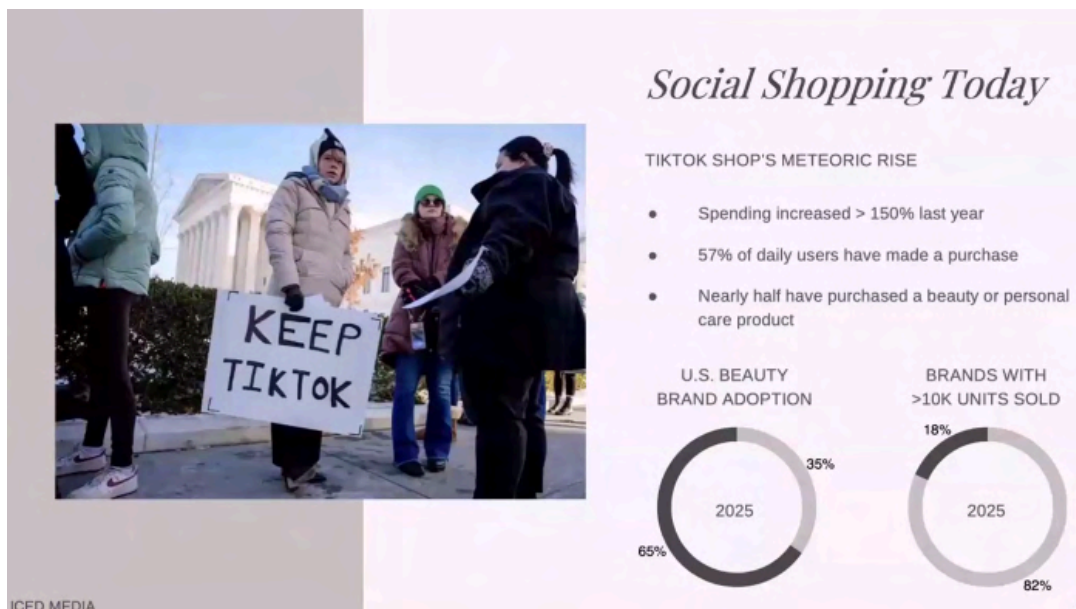 Social Shopping Today
TIKTOK SHOP'S METEORIC RISE
● Spending increased > 150% last year
● 57% of daily users have made a purchase
● Nearly half have purchased a beauty or personal
care product
KEEP
TIKTOK
U.S. BEAUTY
BRAND ADOPTION
35%
2025
65%
BRANDS WITH
>10K UNITS SOLD
18%
2025
82%
ICED MEDIA